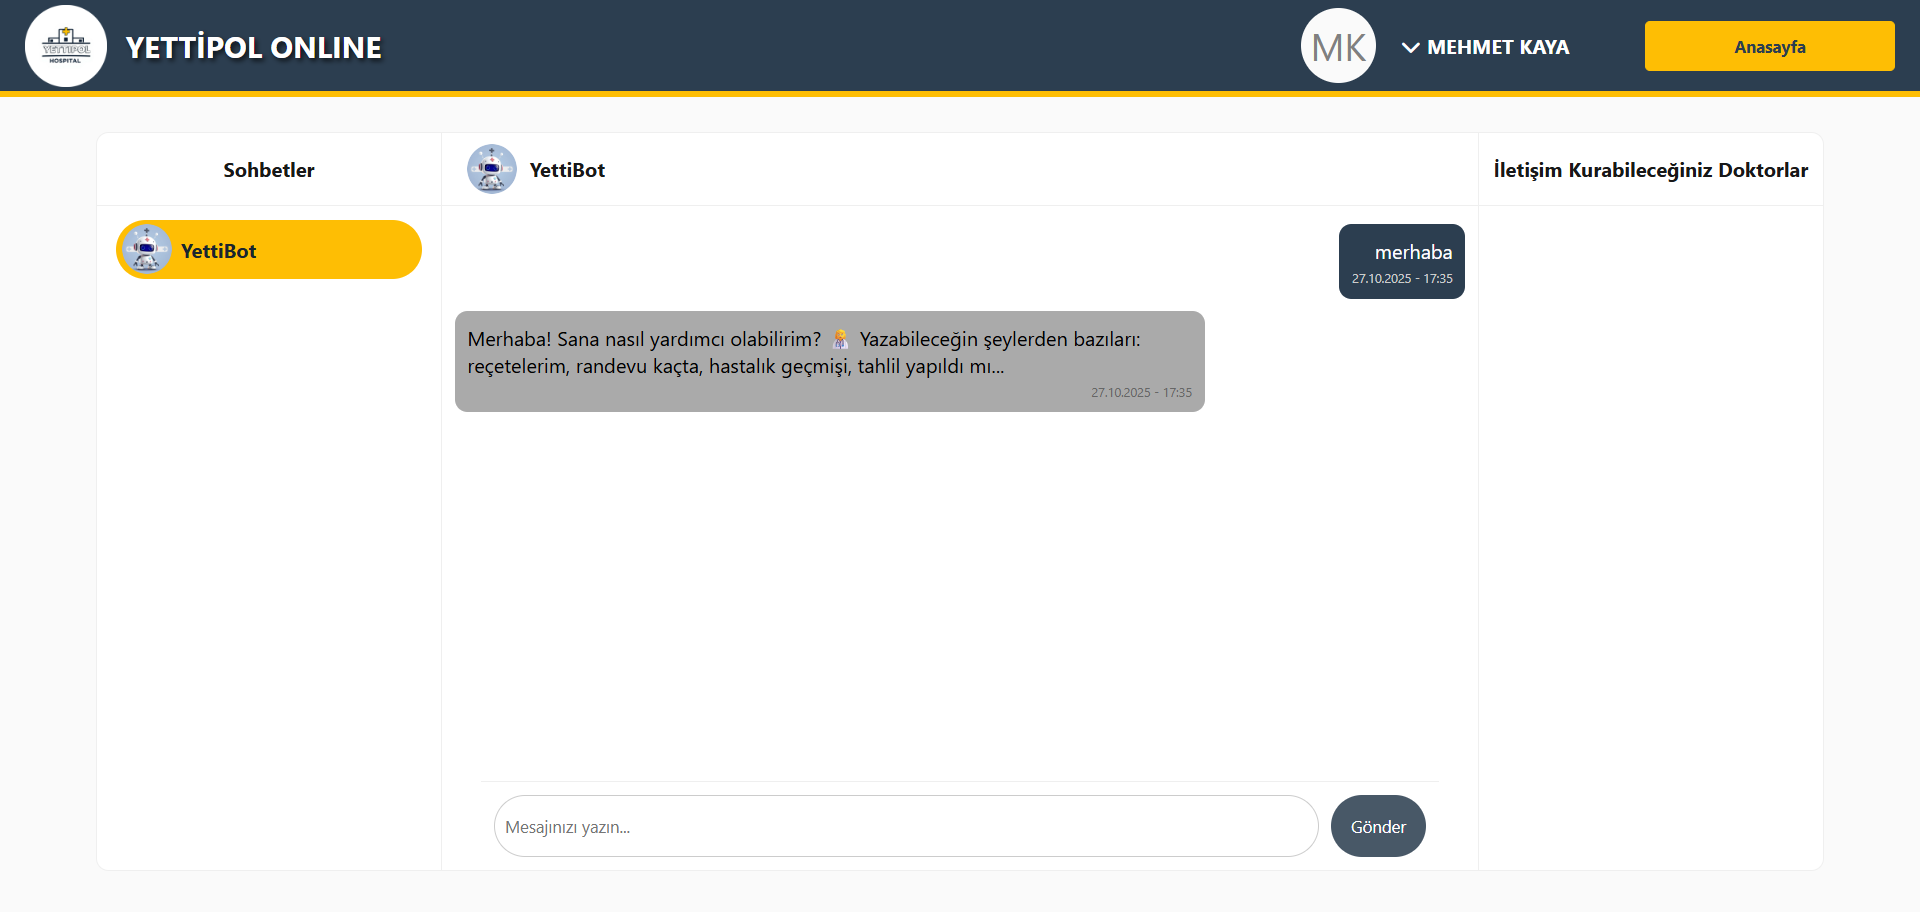 YETTIPOL
HOSPITAL
YETTİPOL ONLINE
MK
MEHMET KAYA
Anasayfa
Sohbetler
YettiBot
İletişim Kurabileceğiniz Doktorlar
YettiBot
merhaba
27.10.2025 - 17:35
Merhaba! Sana nasıl yardımcı olabilirim? Yazabileceğin şeylerden bazıları:
reçetelerim, randevu kaçta, hastalık geçmişi, tahlil yapıldı mı...
27.10.2025 - 17:35
Mesajınızı yazın...
Gönder